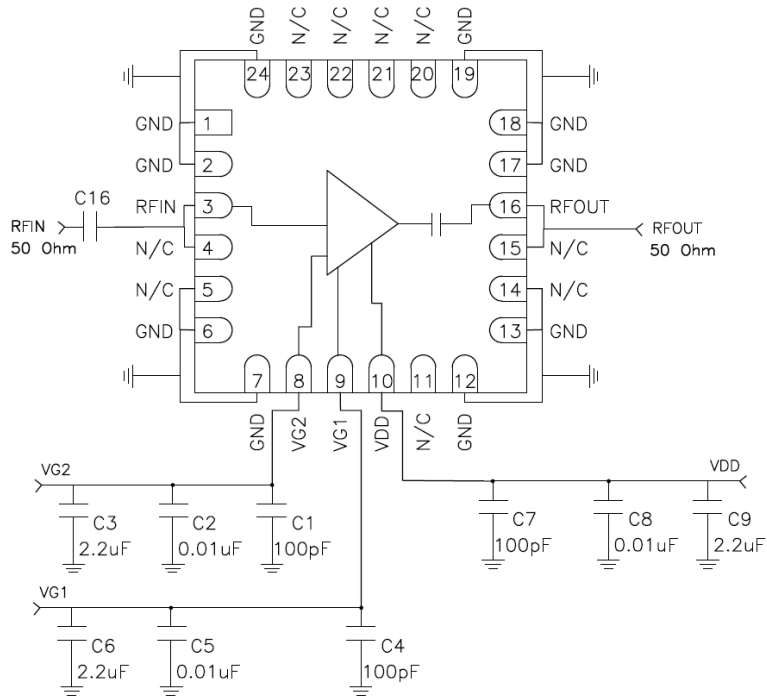 GND
N/C
N/C
N/C
N/C
GND
24
23
22
21
20
19
GND
1
18
GND
GND
2
17
GND
C16
RFIN
3
16
RFOUT
RFIN
50 Ohm
RFOUT
50 Ohm
N/C
4
15
N/C
N/C
5
14
N/C
GND
6
13
GND
7
8
9
10
11
12
GND
VG2
VG1
VDD
N/C
GND
VG2
VDD
C3
2.2uF
C2
0.01uF
C1
100pF
C7
100pF
C8
0.01uF
C9
2.2uF
VG1
C6
2.2uF
C5
0.01uF
C4
100pF